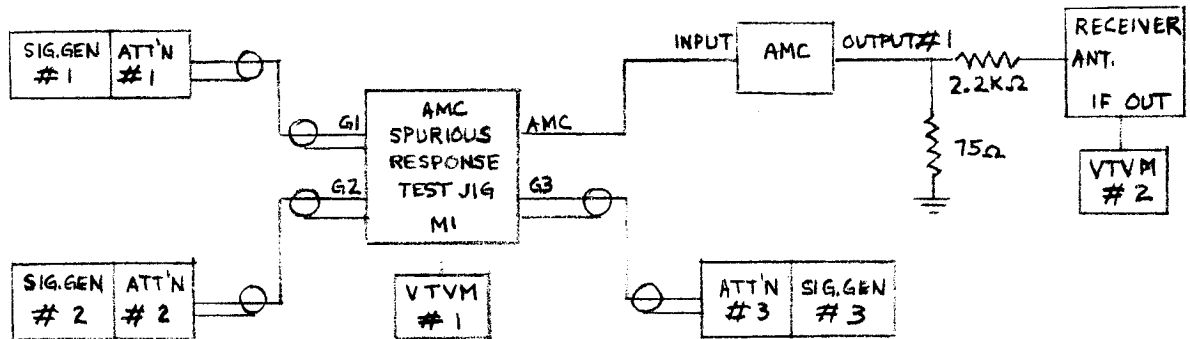 SIG.GEN
#1
ATT'N
#1
G1
G2
AMC
SPURIOUS
RESPONSE
TEST JIG
M1
AMC
G3
INPUT
AMC
OUTPUT#1
2.2KΩ
75Ω
RECEIVER
ANT.
IF OUT
VTVM
#2
SIG.GEN
#2
ATT'N
#2
VTVM
#1
ATT'N
#3
SIG.GEN
#3